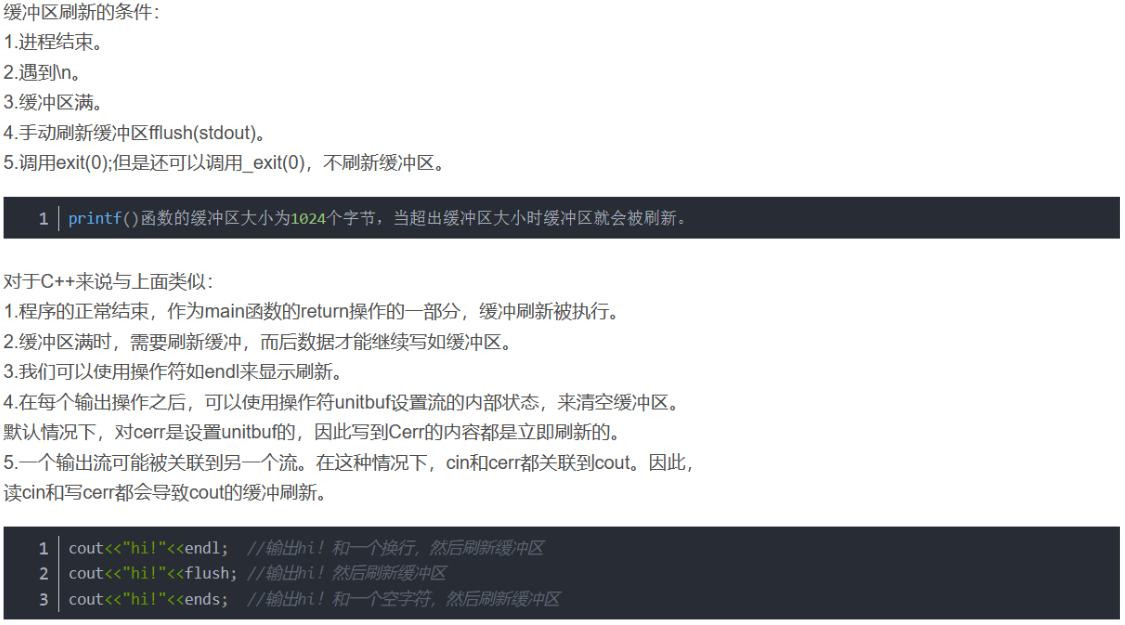 缓冲区刷新的条件：
1.进程结束。
2.遇到\n。
3.缓冲区满。
4.手动刷新缓冲区fflush(stdout)。
5.调用exit(0);但是还可以调用_exit(0)，不刷新缓冲区。
1 printf()函数的缓冲区大小为1024个字节，当超出缓冲区大小时缓冲区就会被刷新。
对于C++来说与上面类似：
1.程序的正常结束，作为main函数的return操作的一部分，缓冲刷新被执行。
2.缓冲区满时，需要刷新缓冲，而后数据才能继续写如缓冲区。
3.我们可以使用操作符如endl来显示刷新。
4.在每个输出操作之后，可以使用操作符unitbuf设置流的内部状态，来清空缓冲区。
默认情况下，对cerr是设置unitbuf的，因此写到Cerr的内容都是立即刷新的。
5.一个输出流可能被关联到另一个流。在这种情况下，cin和cerr都关联到cout。因此，
读cin和写cerr都会导致cout的缓冲刷新。
1 cout<<"hi!"<<endl;  //输出hi！和一个换行，然后刷新缓冲区
2 cout<<"hi!"<<flush; //输出hi！然后刷新缓冲区
3 cout<<"hi!"<<ends;  //输出hi！和一个空字符，然后刷新缓冲区